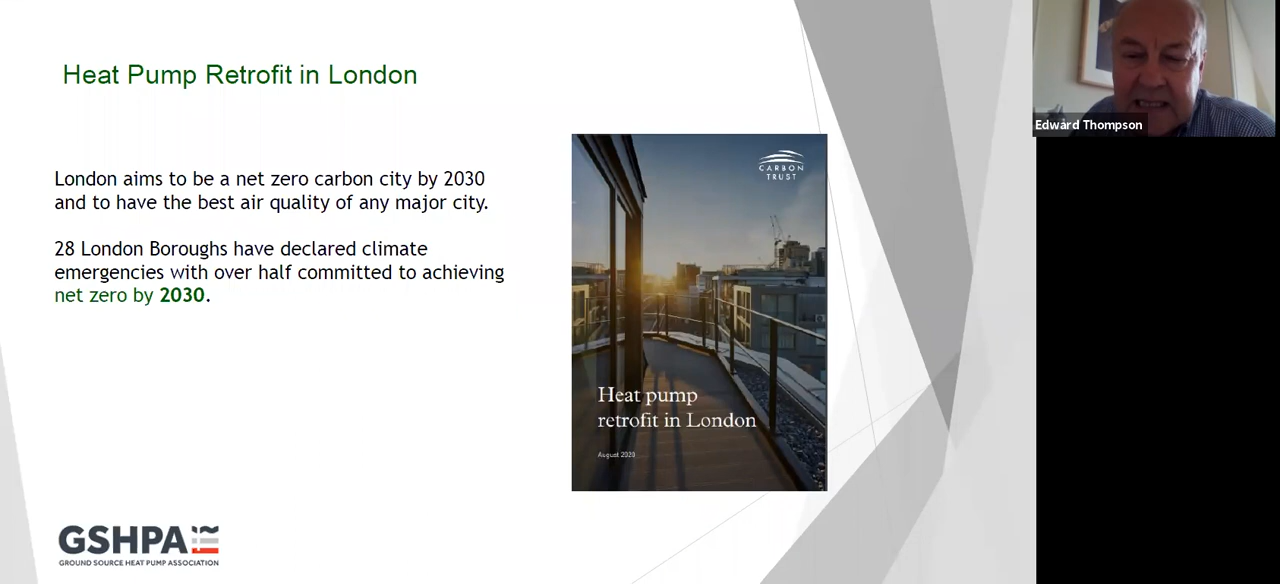 Heat Pump Retrofit in London
London aims to be a net zero carbon city by 2030
and to have the best air quality of any major city.
28 London Boroughs have declared climate
emergencies with over half committed to achieving
net zero by 2030.
CARBON
TRUST
Heat pump
retrofit in London
August 2020
GSHPA
GROUND SOURCE HEAT PUMP ASSOCIATION
Edward Thompson